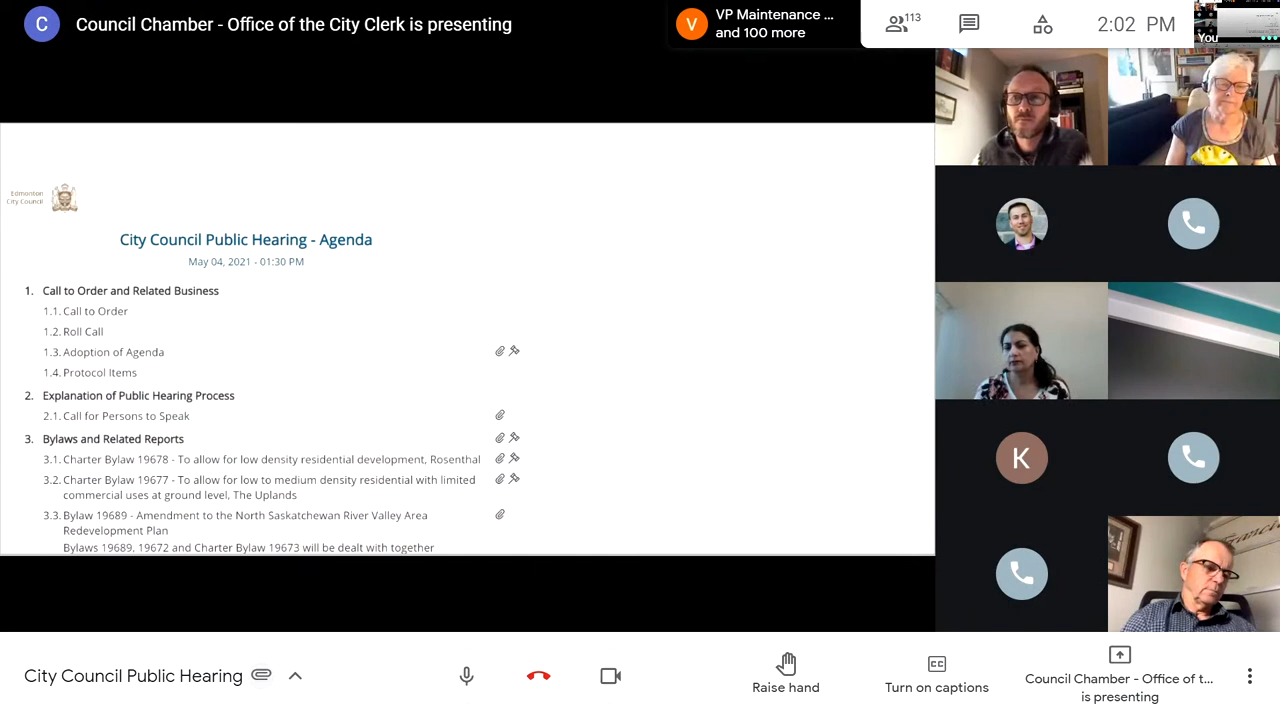 C
Council Chamber - Office of the City Clerk is presenting
V
VP Maintenance ...
and 100 more
113
2:02 PM
You
Edmonton
City Council
City Council Public Hearing - Agenda
May 04, 2021 - 01:30 PM
1. Call to Order and Related Business
1.1. Call to Order
1.2. Roll Call
1.3. Adoption of Agenda
1.4. Protocol Items
2. Explanation of Public Hearing Process
2.1. Call for Persons to Speak
3. Bylaws and Related Reports
3.1. Charter Bylaw 19678 - To allow for low density residential development, Rosenthal
3.2. Charter Bylaw 19677 - To allow for low to medium density residential with limited
commercial uses at ground level, The Uplands
3.3. Bylaw 19689 - Amendment to the North Saskatchewan River Valley Area
Redevelopment Plan
Bylaws 19689, 19672 and Charter Bylaw 19673 will be dealt with together
K
City Council Public Hearing
Raise hand
CC
Turn on captions
Council Chamber - Office of t...
is presenting